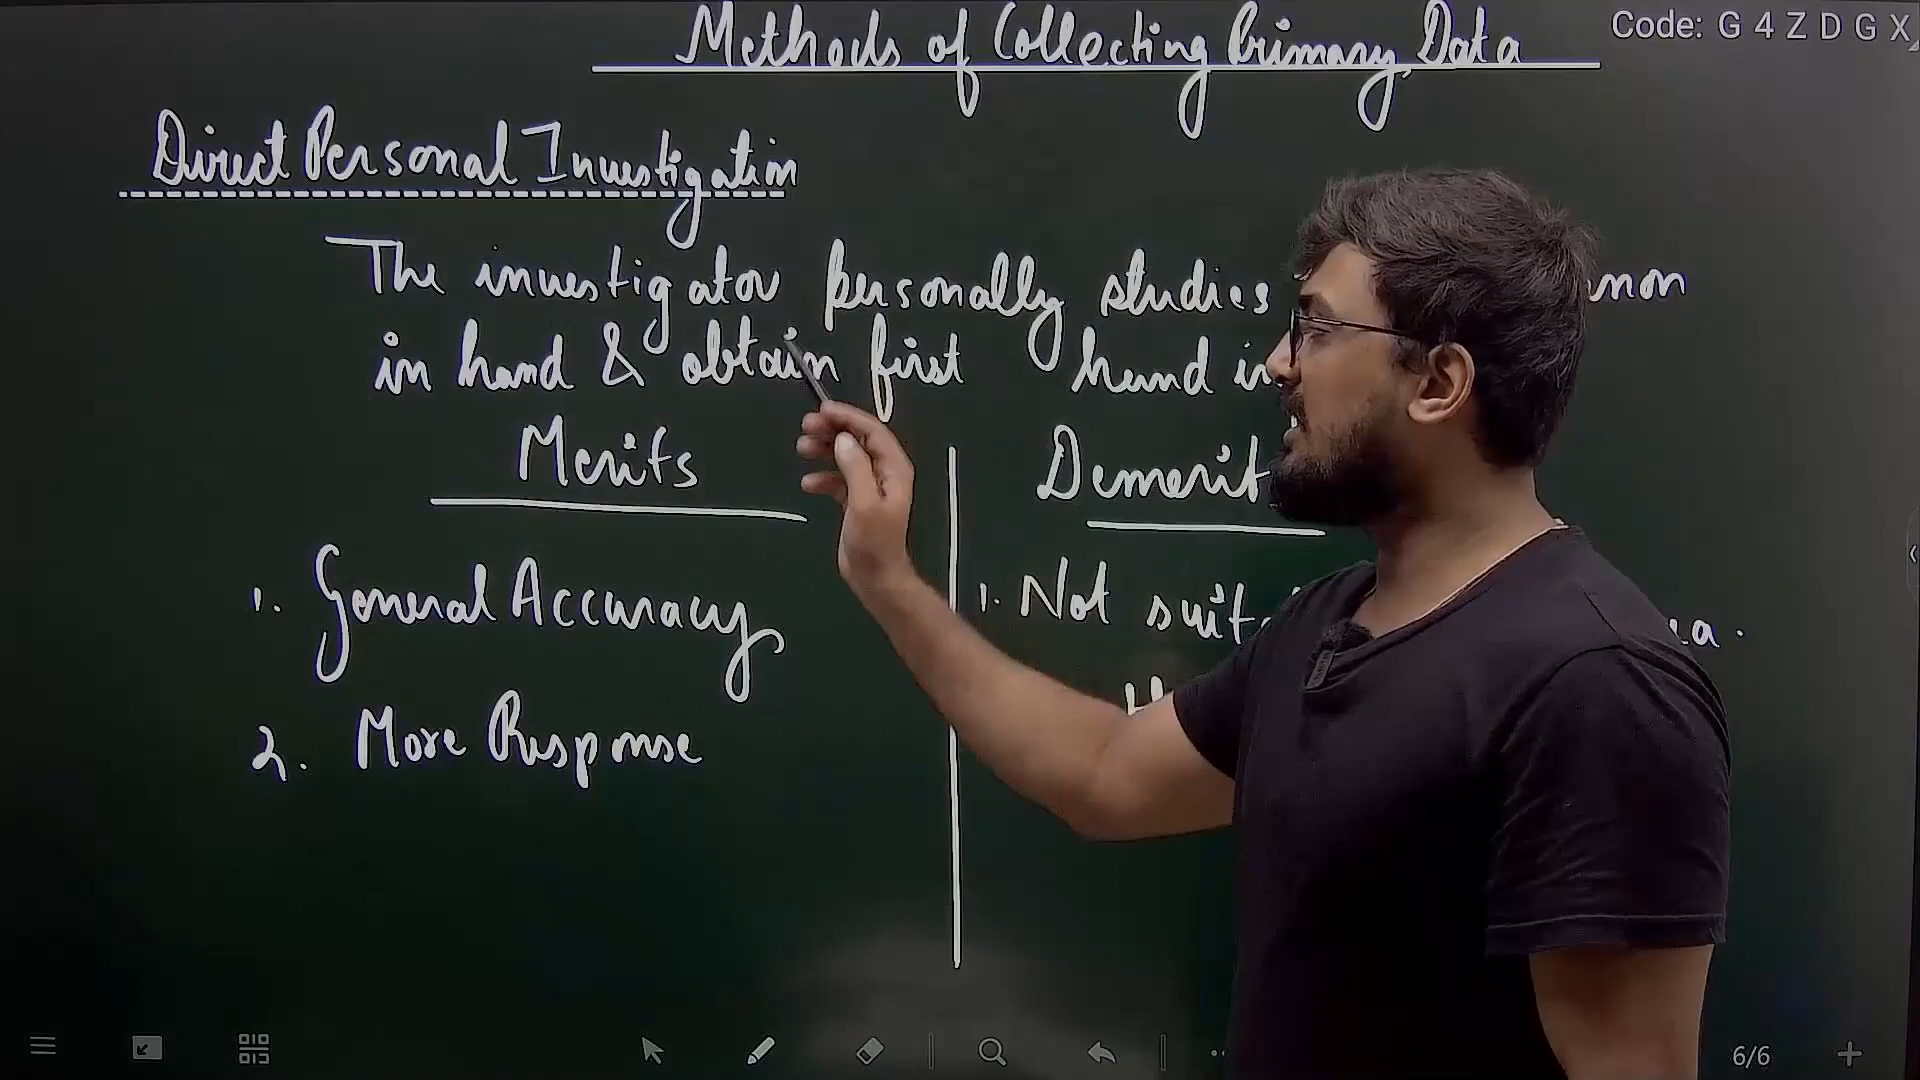 Methods of Collecting Primary Data
Code: G 4 Z D G X
Direct Personal Investigation
The investigator personally studies
in hand & obtain first hand
Merits
Demerit
1. General Accuracy
1. Not
2. More Response
6/6